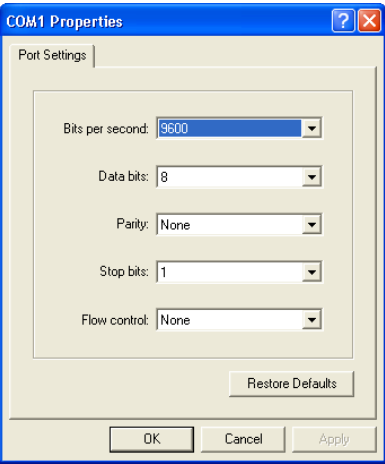 COM1 Properties
Port Settings
Bits per second: 9600
Data bits: 8
Parity: None
Stop bits: 1
Flow control: None
Restore Defaults
OK Cancel Apply